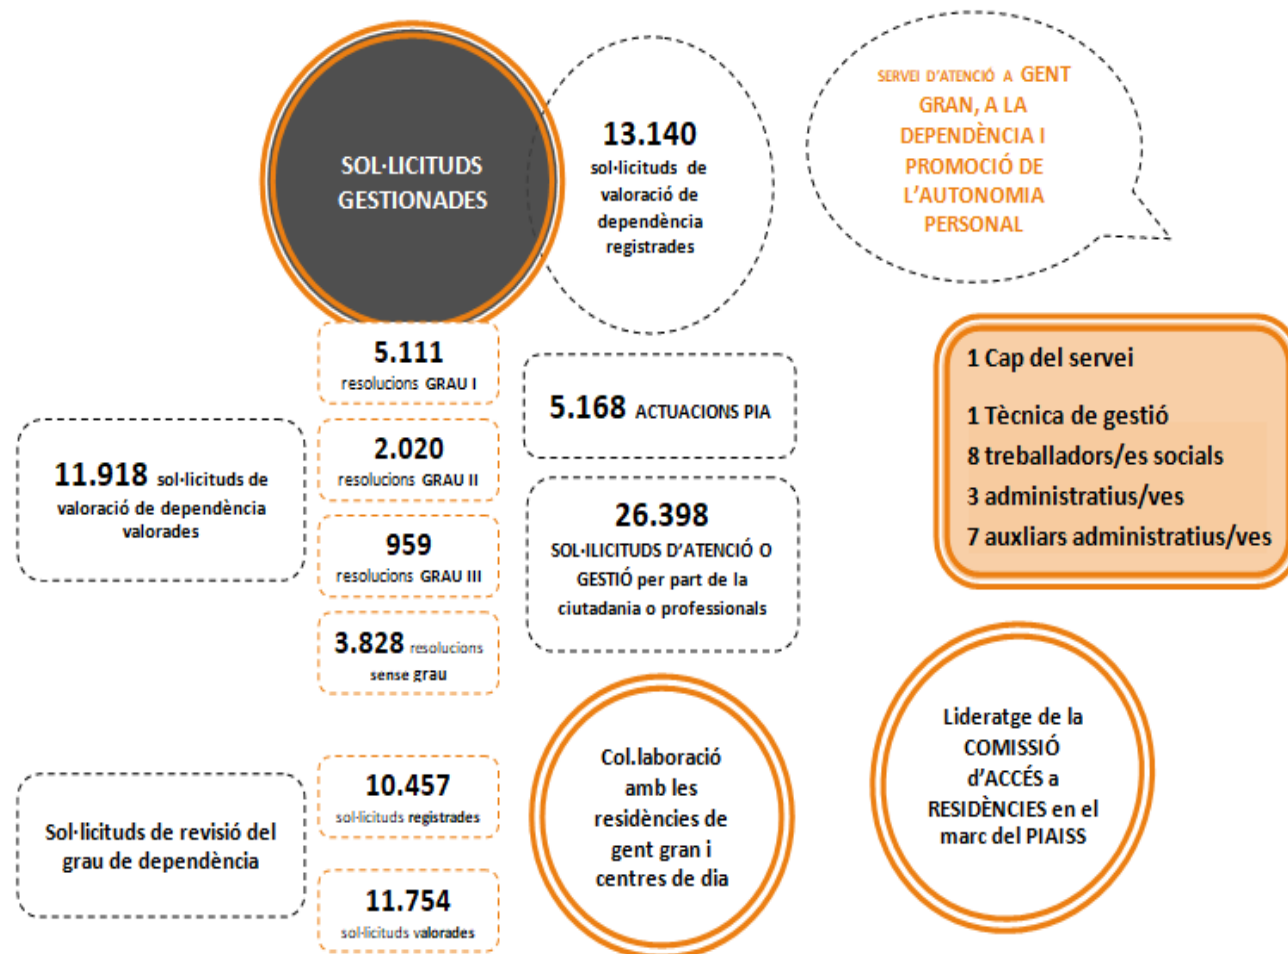 SOL·LICITUDS
GESTIONADES
13.140
sol·licituds de
valoració de
dependència
registrades
SERVEI D'ATENCIÓ A GENT
GRAN, A LA
DEPENDÈNCIA I
PROMOCIÓ DE
L'AUTONOMIA
PERSONAL
5.111
resolucions GRAU I
2.020
resolucions GRAU II
959
resolucions GRAU III
3.828 resolucions
sense grau
11.918 sol·licituds de
valoració de dependència
valorades
5.168 ACTUACIONS PIA
26.398
SOL·ILICITUDS D'ATENCIÓ O
GESTIÓ per part de la
ciutadania o professionals
1 Cap del servei
1 Tècnica de gestió
8 treballadors/es socials
3 administratius/ves
7 auxliars administratius/ves
Sol·licituds de revisió del
grau de dependència
10.457
sol·licituds registrades
11.754
sol·licituds valorades
Col.laboració
amb les
residències de
gent gran i
centres de dia
Lideratge de la
COMISSIÓ
d'ACCÉS a
RESIDÈNCIES en el
marc del PIAISS